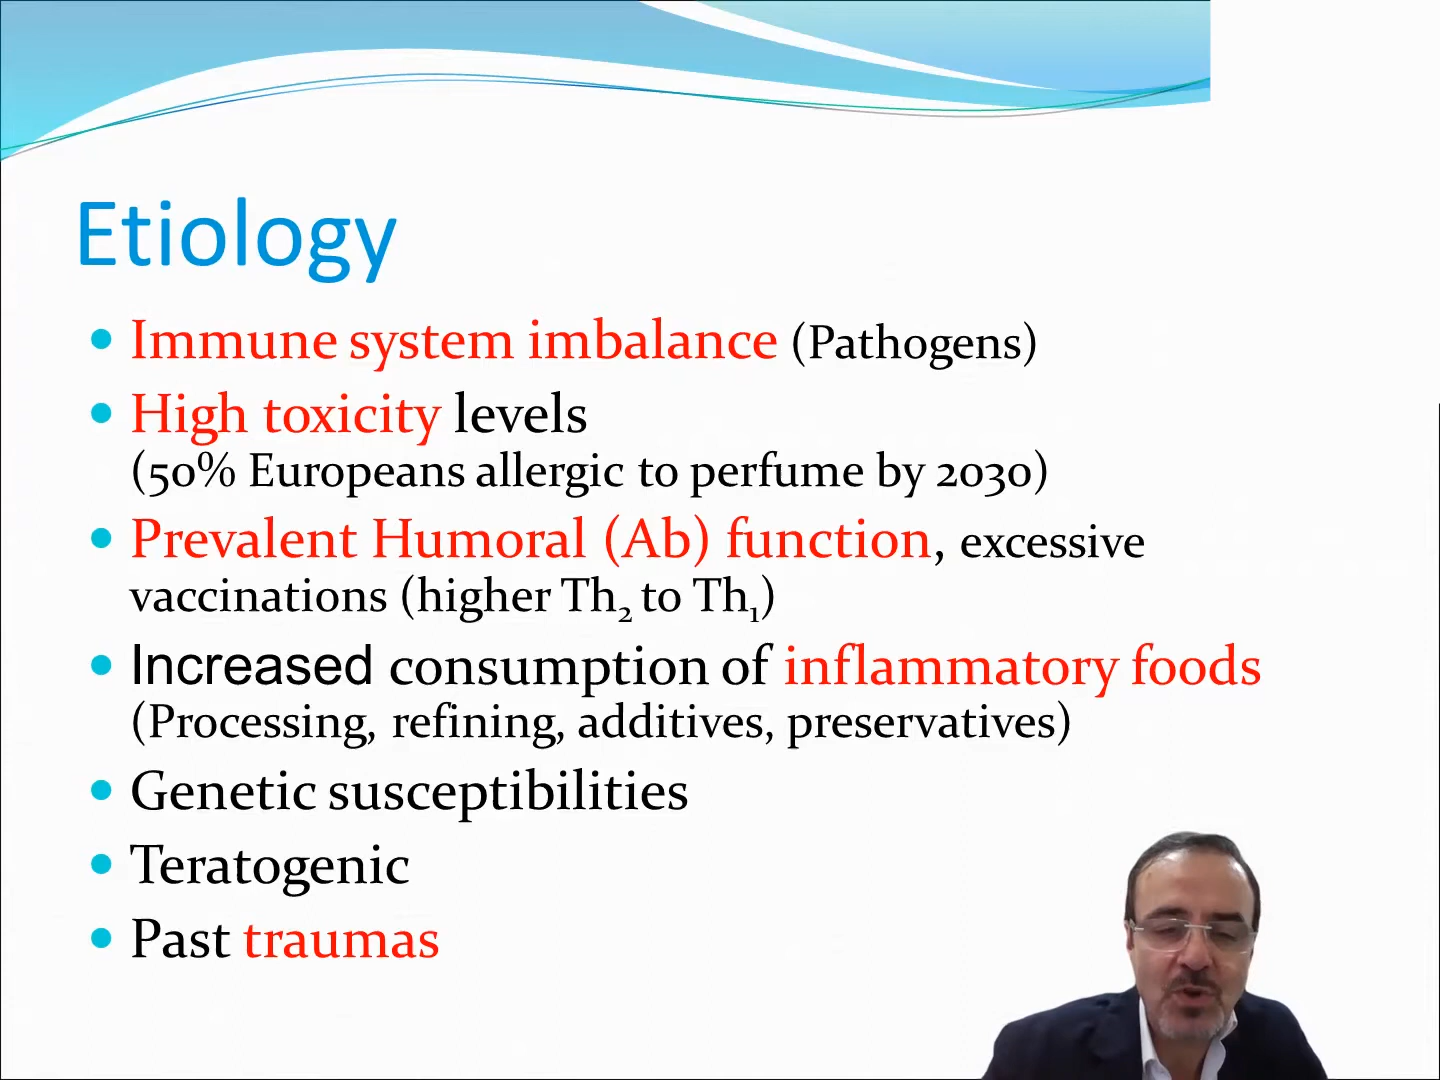 Etiology
• Immune system imbalance (Pathogens)
• High toxicity levels
(50% Europeans allergic to perfume by 2030)
• Prevalent Humoral (Ab) function, excessive
vaccinations (higher Th2 to Th1)
• Increased consumption of inflammatory foods
(Processing, refining, additives, preservatives)
• Genetic susceptibilities
• Teratogenic
• Past traumas